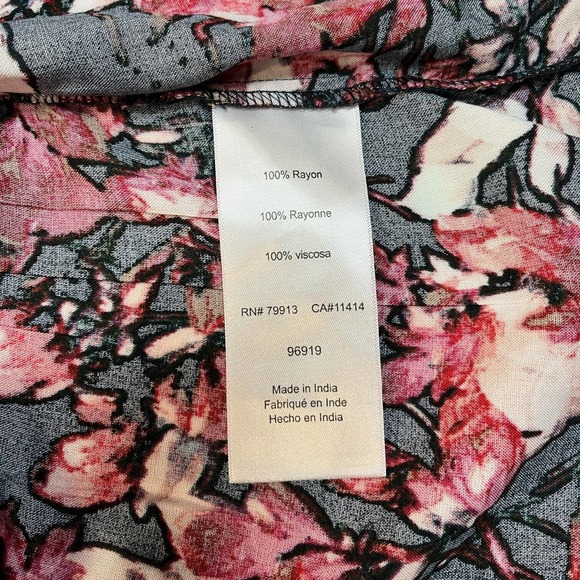 100% Rayon
100% Rayonne
100% viscosa
RN# 79913 CA#11414
96919
Made in India
Fabriqué en Inde
Hecho en India